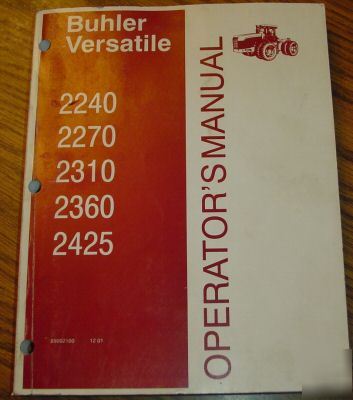 Buhler
Versatile
2240
2270
2310
2360
2425
OPERATOR'S MANUAL
12 01